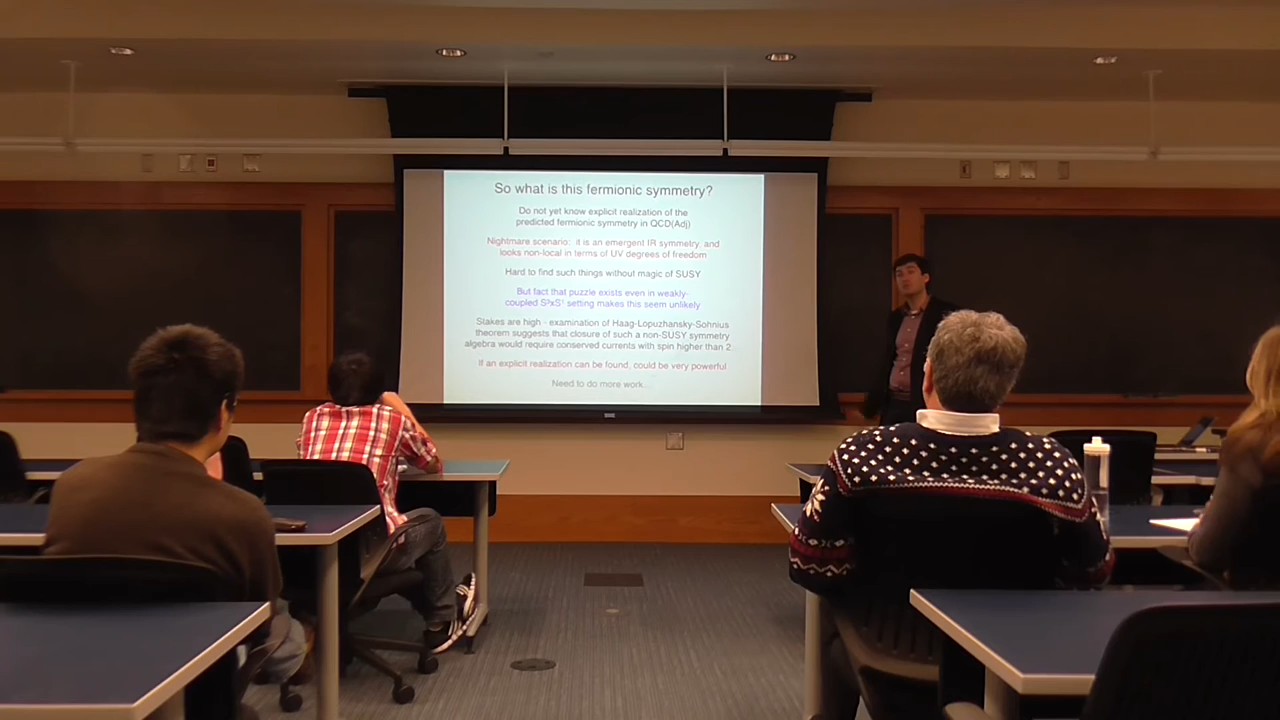 So what is this fermionic symmetry?
Do not yet know explicit realization of the
predicted fermionic symmetry in QCD(Adj)
Nightmare scenario: it is an emergent IR symmetry, and
looks non-local in terms of UV degrees of freedom
Hard to find such things without magic of SUSY
But fact that puzzle exists even in weakly-
coupled S³xS¹ setting makes this seem unlikely
Stakes are high - examination of Haag-Lopuzhansky-Sohnius
theorem suggests that closure of such a non-SUSY symmetry
algebra would require conserved currents with spin higher than 2.
If an explicit realization can be found, could be very powerful
Need to do more work...